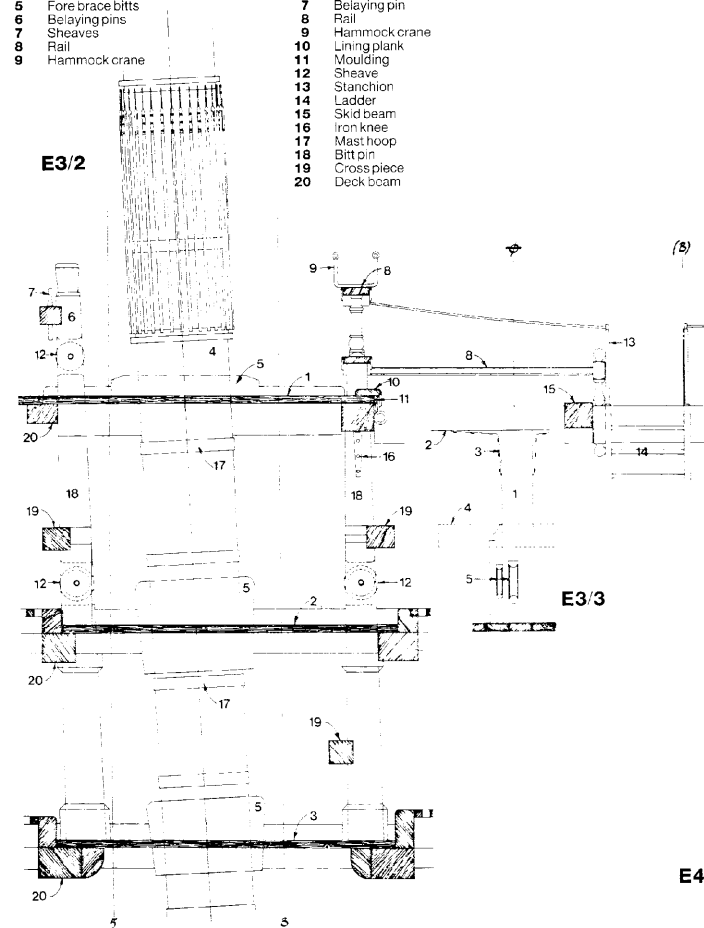 5 Fore brace bitts
6 Belaying pins
7 Sheaves
8 Rail
9 Hammock crane
7 Belaying pin
8 Rail
9 Hammock crane
10 Lining plank
11 Moulding
12 Sheave
13 Stanchion
14 Ladder
15 Skid beam
16 Iron knee
17 Mast hoop
18 Bitt pin
19 Cross piece
20 Deck beam
E3/2
(B)
9
8
7
6
12
13
4
5
8
1
10
15
11
20
2
3
17
16
14
18
18
1
19
19
4
12
5
12
5
E3/3
2
20
17
19
5
3
20
E4
5
3